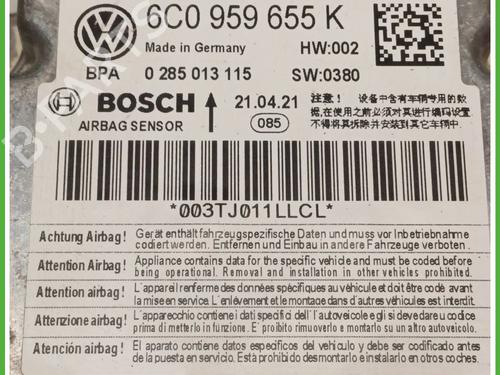 6C0 959 655 K
Made in Germany HW:002
BPA 0 285 013 115 SW:0380
BOSCH 21.04.21
AIRBAG SENSOR 085
注意! 设备中含有车辆专用的数
据,在使用之前必须对其进行编码设置
不得将其拆除并安装到其它车辆中
*003TJ011LLCL*
Achtung Airbag! Gerät enthält fahrzeugspezifische Daten und muss vor Inbetriebnahme
codiert werden. Entfernen und Einbau in andere Fahrzeuge verboten.
Attention Airbag! Appliance contains data for the specific vehicle and must be coded before
being operational. Removal and installation in other vehicles prohibited.
Attention Airbag! L'appareil renferme des données spécifiques au véhicule et doit être codé avant
la mise en service. L'enlèvement et le montage dans d'autres véhicules est interdit.
Attenzione airbag! L'apparecchio contiene i dati specifici dell'autoveicolo e gli si deve dare u codice
prima di metterlo in funzione. E' proibito rimuoverlo e montarlo su un altro autoveicolo.
Atención airbag! El aparato contiene datos específicos del vehículo y debe ser codificado antes
de la puesta en servicio. Está prohibido desmontarlo e instalarlo en otros coches.